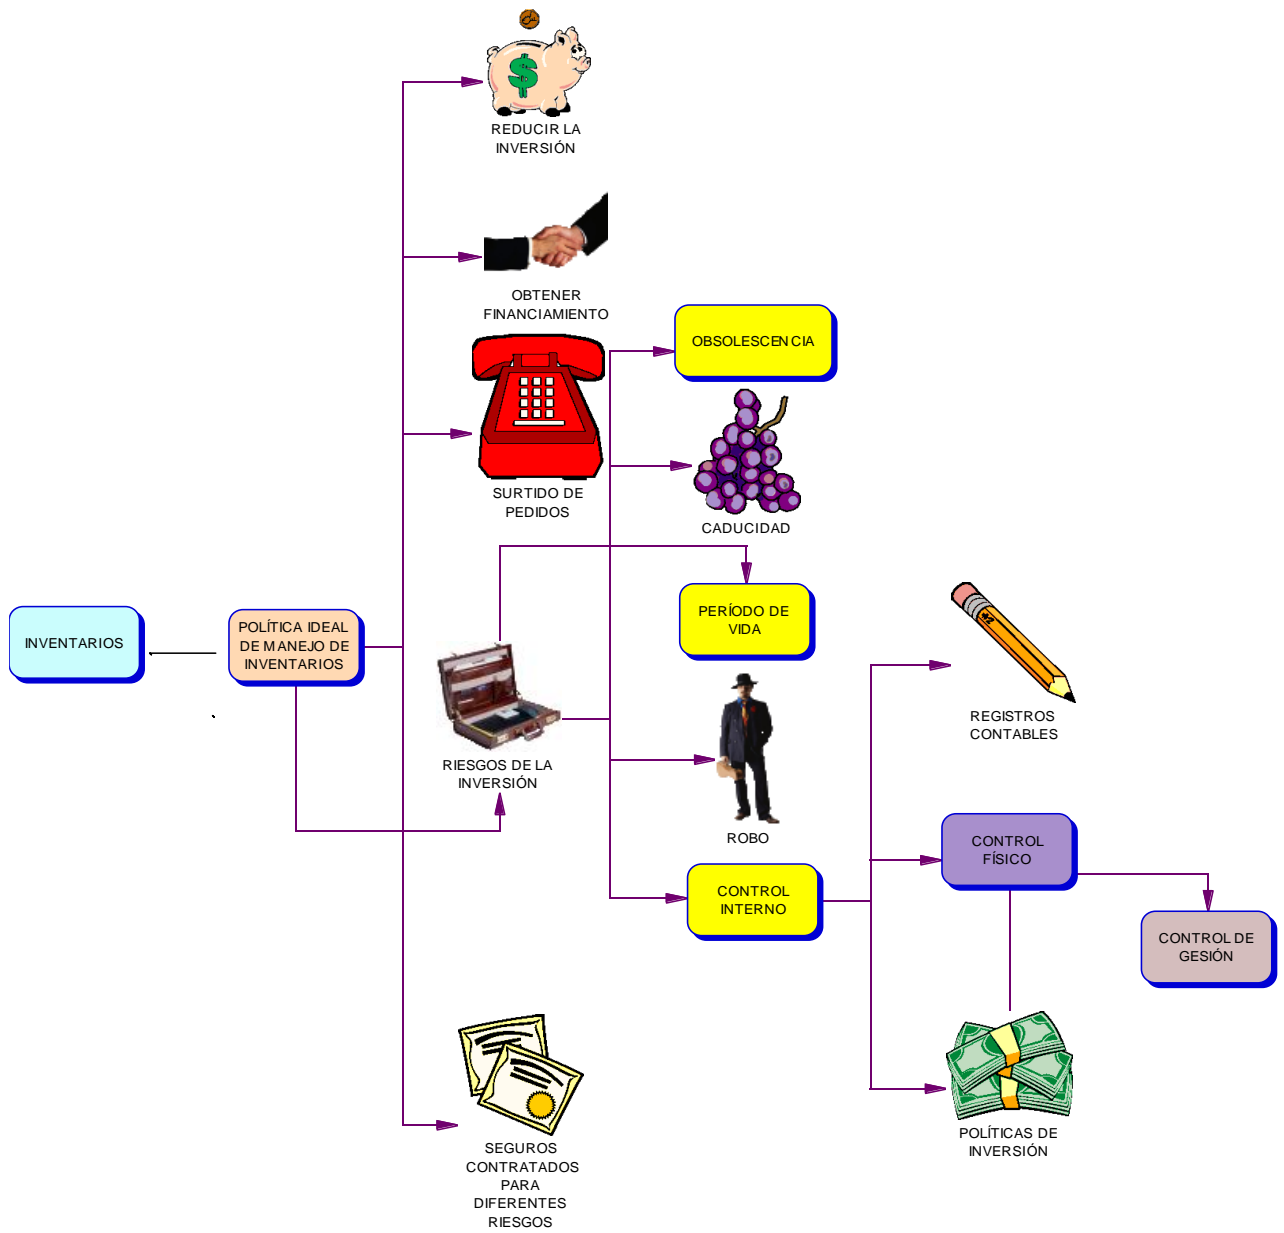 REDUCIR LA
INVERSIÓN
OBTENER
FINANCIAMIENTO
OBSOLESCENCIA
SURTIDO DE
PEDIDOS
CADUCIDAD
INVENTARIOS
POLÍTICA IDEAL
DE MANEJO DE
INVENTARIOS
PERÍODO DE
VIDA
RIESGOS DE LA
INVERSIÓN
ROBO
REGISTROS
CONTABLES
CONTROL
INTERNO
CONTROL
FÍSICO
CONTROL DE
GESIÓN
POLÍTICAS DE
INVERSIÓN
SEGUROS
CONTRATADOS
PARA
DIFERENTES
RIESGOS